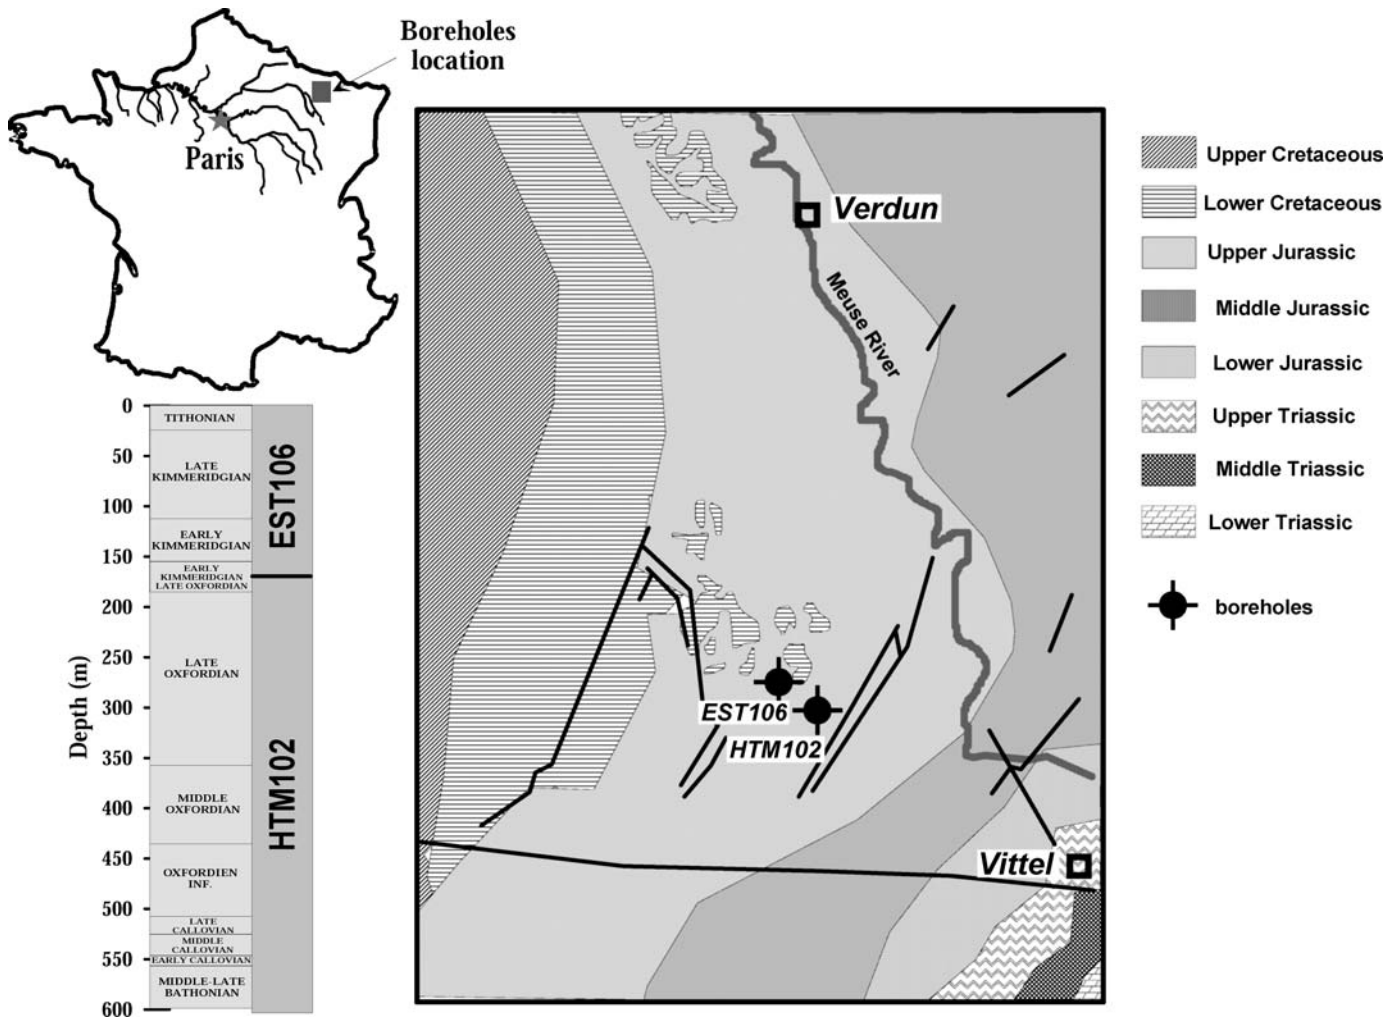 Boreholes
location
Paris
Verdun
Meuse River
EST106
HTM102
Vittel
Upper Cretaceous
Lower Cretaceous
Upper Jurassic
Middle Jurassic
Lower Jurassic
Upper Triassic
Middle Triassic
Lower Triassic
boreholes
Depth (m)
0
50
100
150
200
250
300
350
400
450
500
550
600
TITHONIAN
LATE
KIMMERIDGIAN
EARLY
KIMMERIDGIAN
EARLY
KIMMERIDGIAN
LATE OXFORDIAN
LATE
OXFORDIAN
MIDDLE
OXFORDIAN
OXFORDIEN
INF.
LATE
CALLOVIAN
MIDDLE
CALLOVIAN
EARLY CALLOVIAN
MIDDLE-LATE
BATHONIAN
EST106
HTM102